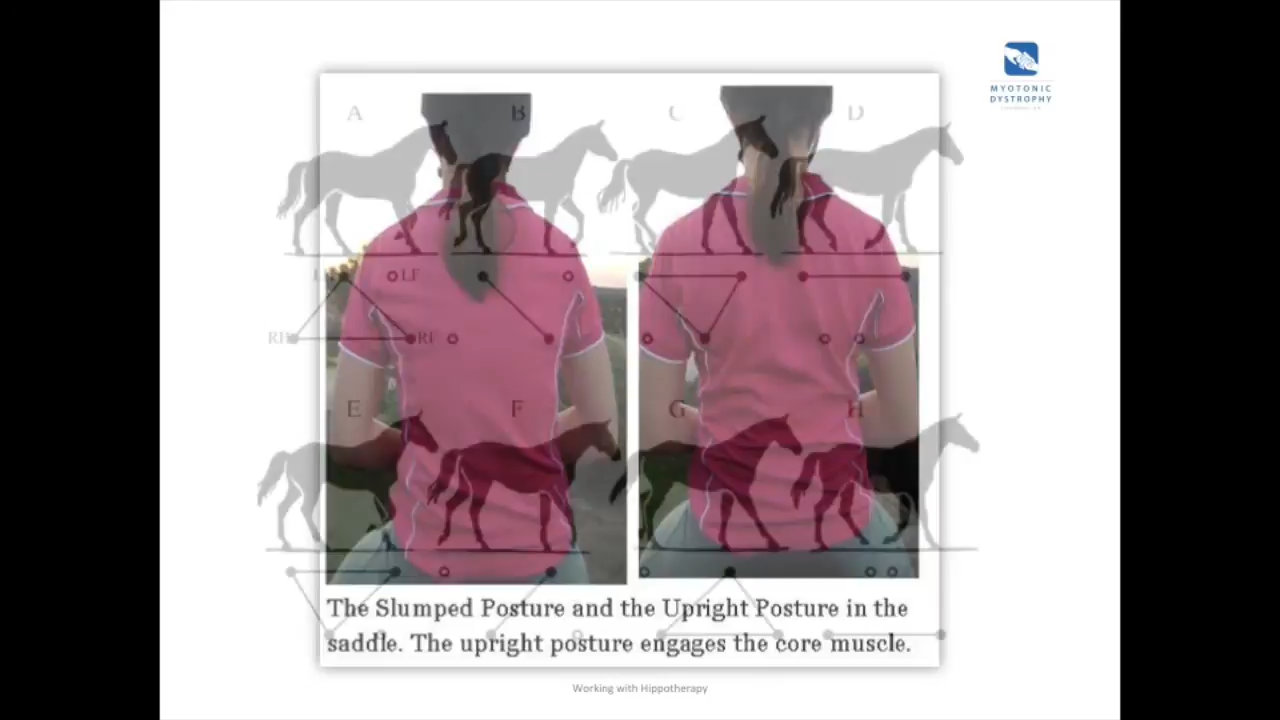 MYOTONIC
DYSTROPHY
A B C D
LF
RH RF
E F G H
The Slumped Posture and the Upright Posture in the
saddle. The upright posture engages the core muscle.
Working with Hippotherapy